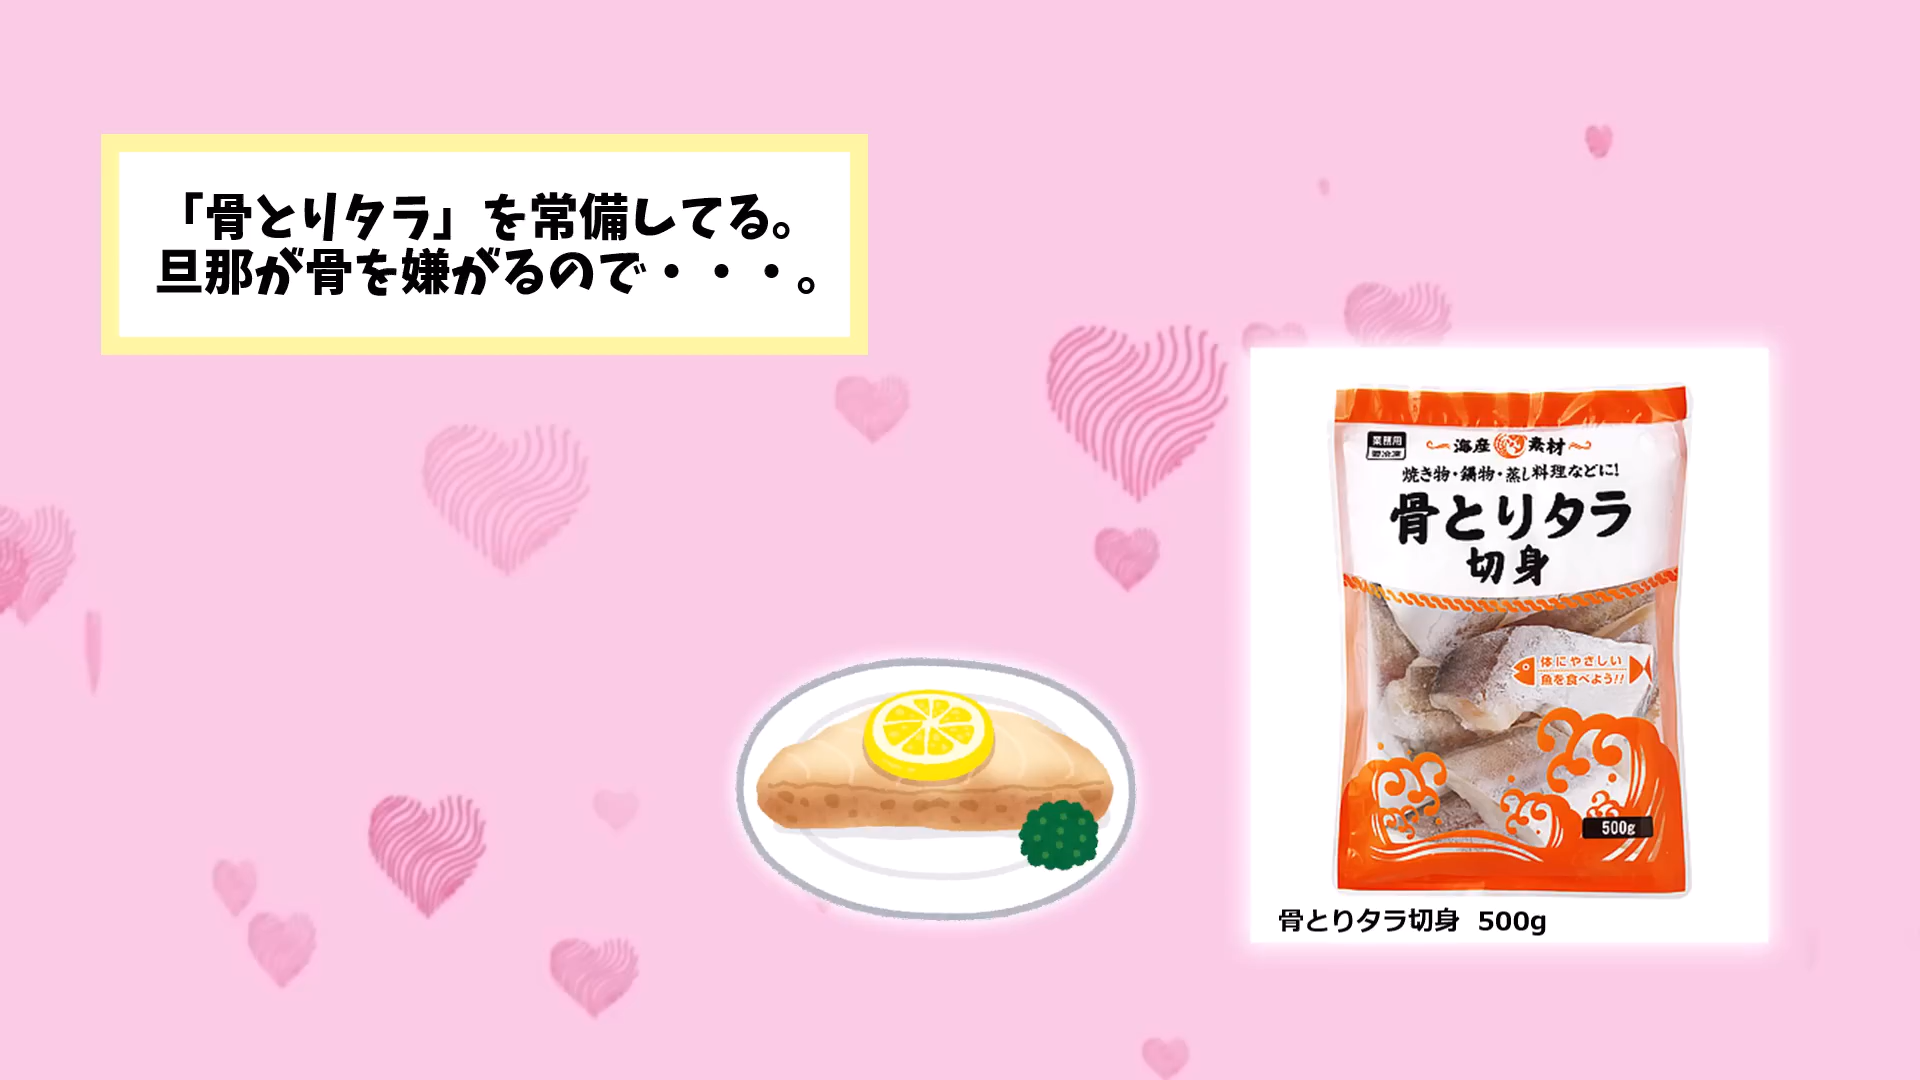 「骨とりタラ」を常備してる。
旦那が骨を嫌がるので・・・。
業務用
海産 素材
焼き物・鍋物・蒸し料理などに!
骨とりタラ
切身
体にやさしい
魚を食べよう!!
500g
骨とりタラ切身 500g